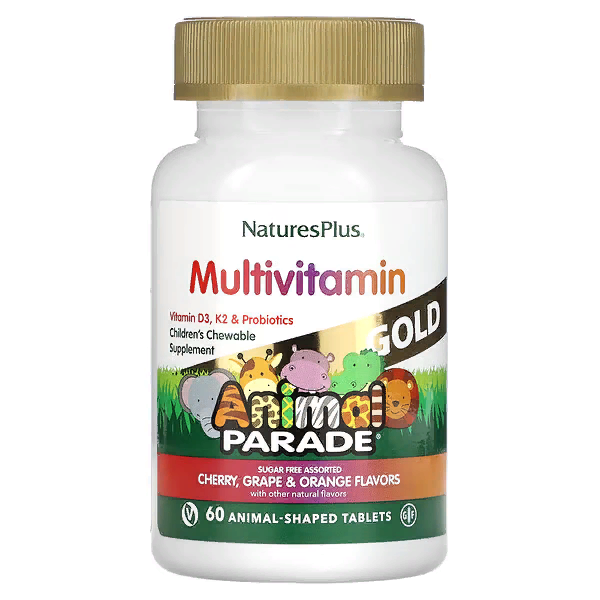 NaturesPlus®
Multivitamin
Vitamin D3, K2 & Probiotics
Children's Chewable
Supplement
GOLD
Animal
PARADE®
SUGAR FREE ASSORTED
CHERRY, GRAPE & ORANGE FLAVORS
with other natural flavors
V 60 ANIMAL-SHAPED TABLETS GF